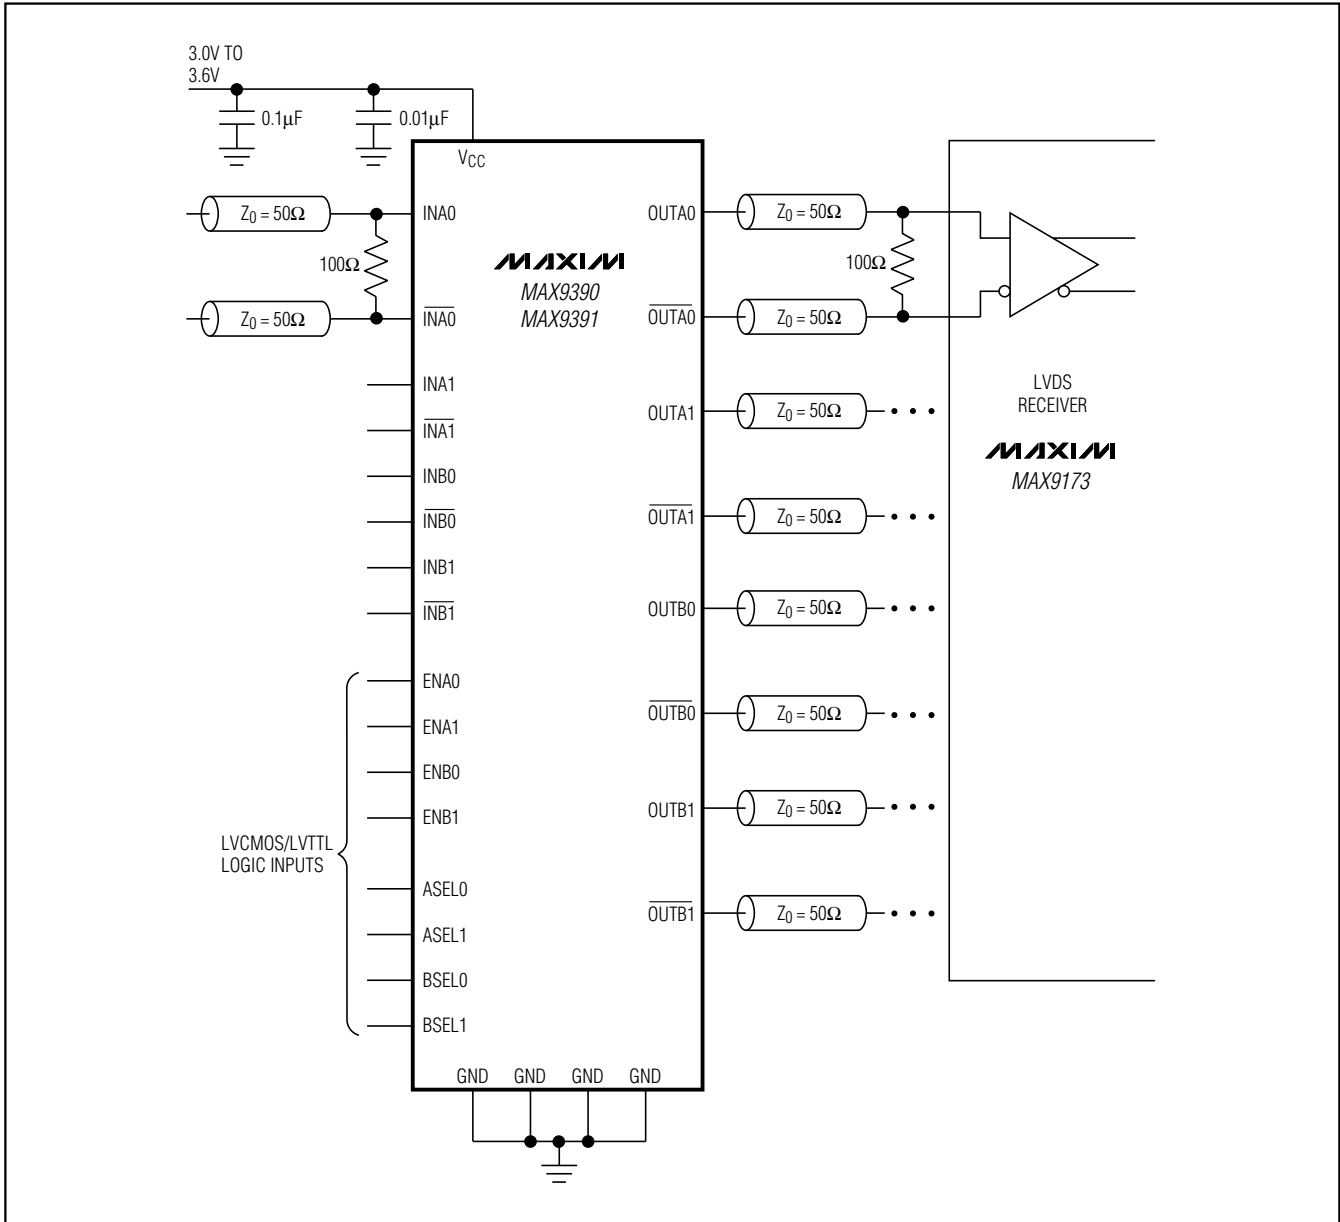 3.0V TO
3.6V
0.1µF
0.01µF
VCC
Z0 = 50Ω
INA0
100Ω
Z0 = 50Ω
INA0
INA1
INA1
INB0
INB0
INB1
INB1
ENA0
ENA1
ENB0
ENB1
LVCMOS/LVTTL
LOGIC INPUTS
ASEL0
ASEL1
BSEL0
BSEL1
MAXIM
MAX9390
MAX9391
GND GND GND GND
OUTA0
Z0 = 50Ω
100Ω
OUTA0
Z0 = 50Ω
OUTA1
Z0 = 50Ω
OUTA1
Z0 = 50Ω
OUTB0
Z0 = 50Ω
OUTB0
Z0 = 50Ω
OUTB1
Z0 = 50Ω
OUTB1
Z0 = 50Ω
LVDS
RECEIVER
MAXIM
MAX9173